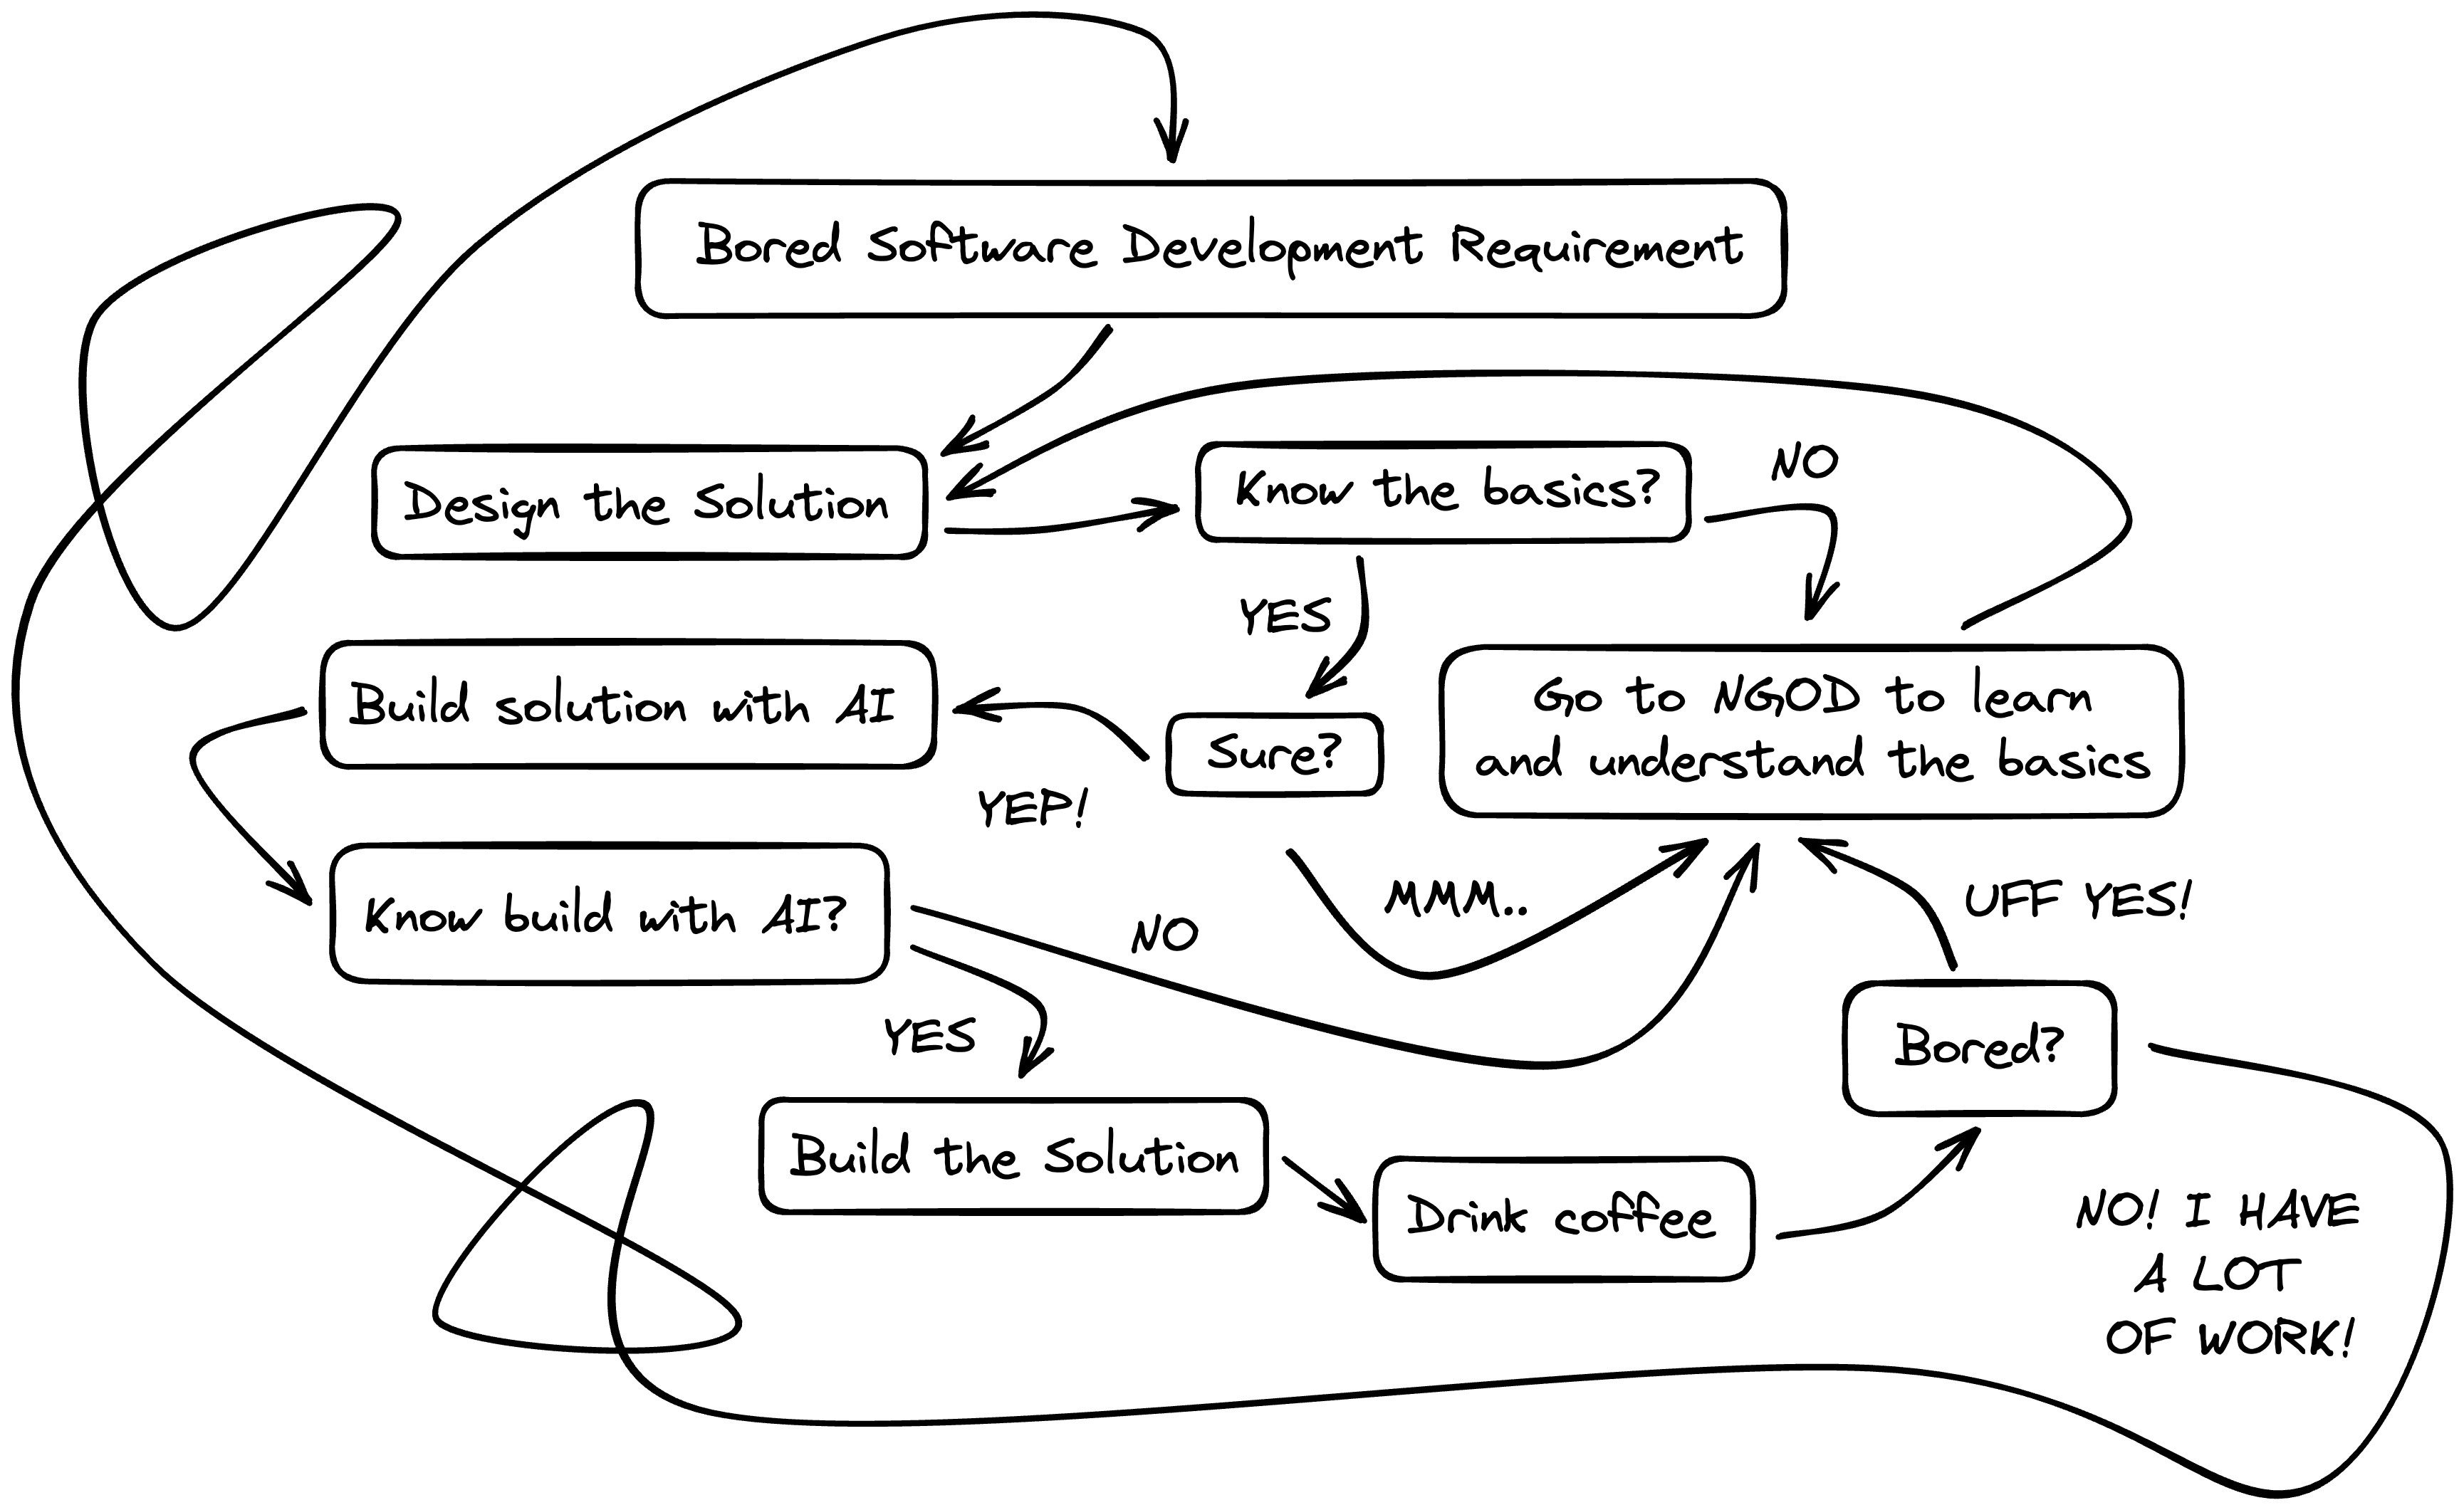 Bored Software Development Requirement
Design the Solution
Know the basics?
NO
YES
Build solution with AI
Sure?
Go to NGOD to learn
and understand the basics
YEP!
Know build with AI?
MMM..
UFF YES!
NO
YES
Bored?
Build the Solution
Drink coffee
NO! I HAVE
A LOT
OF WORK!